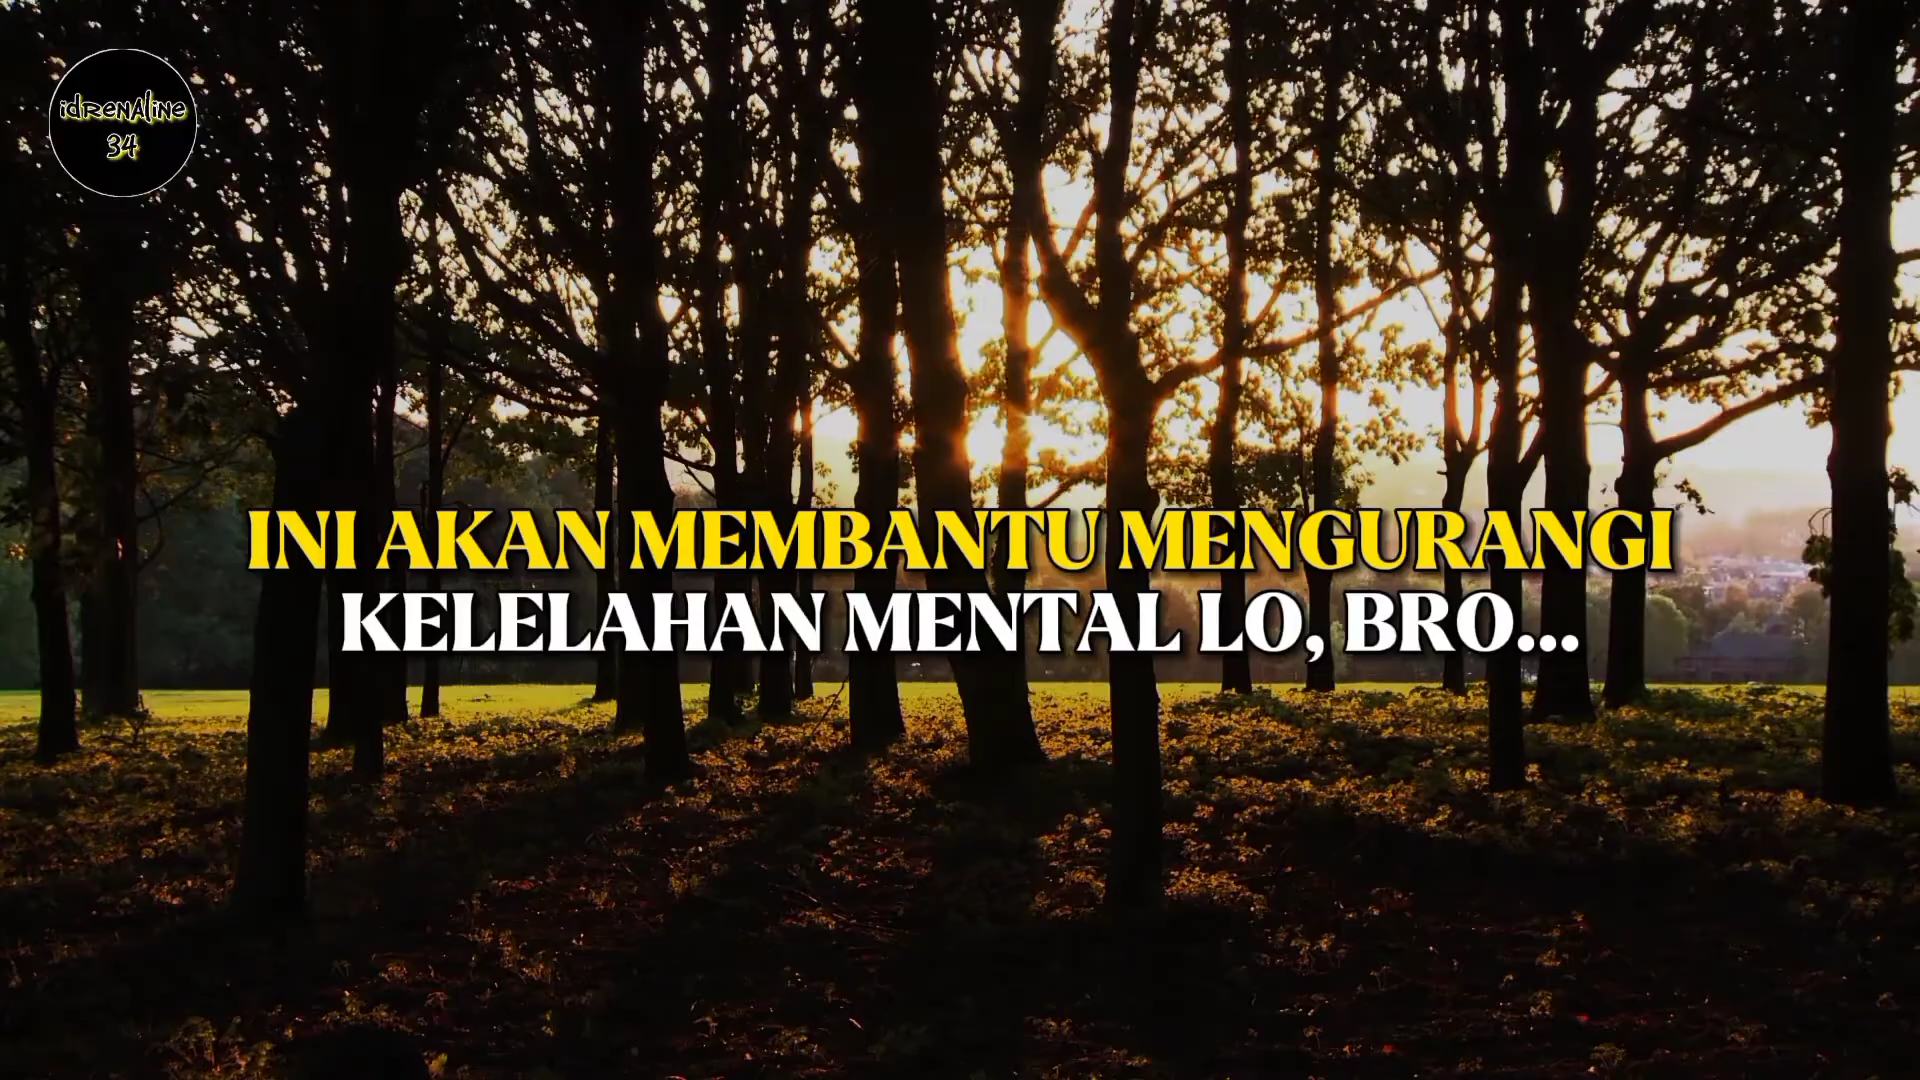 idRenAline
34
INI AKAN MEMBANTU MENGURANGI
KELELAHAN MENTAL LO, BRO...